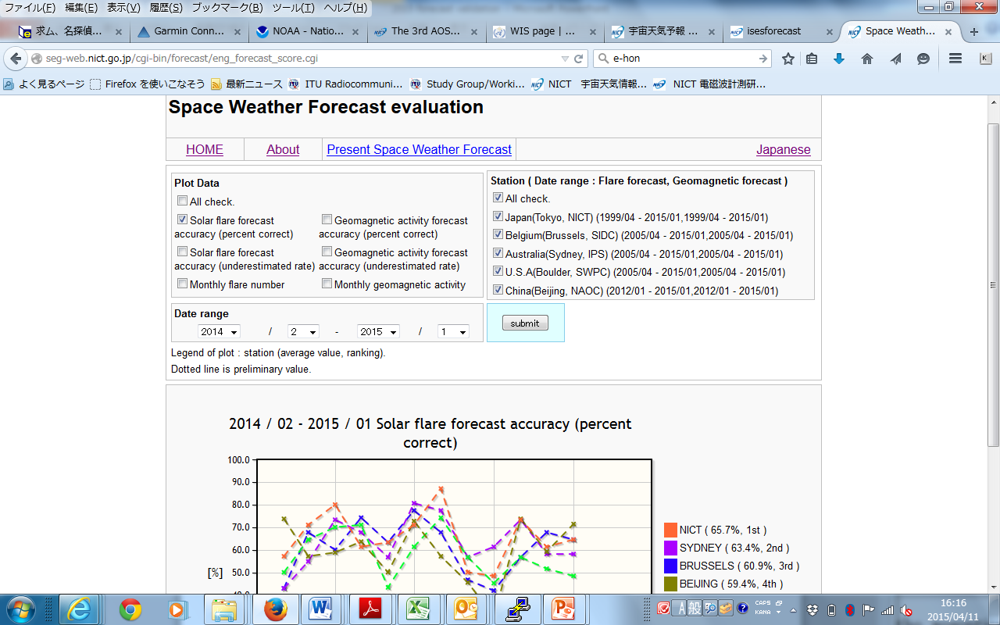 ファイル(F) 編集(E) 表示(V) 履歴(S) ブックマーク(B) ツール(T) ヘルプ(H)
求ム、名探偵...
Garmin Conn...
NOAA - Natio...
The 3rd AOS...
WIS page | ...
宇宙天気予報 ...
isesforecast
Space Weath...
seg-web.nict.go.jp/cgi-bin/forecast/eng_forecast_score.cgi
e-hon
よく見るページ
Firefox を使いこなそう
最新ニュース
ITU Radiocommuni...
Study Group/Worki...
NICT 宇宙天気情報...
NICT 電磁波計測研...
Space Weather Forecast evaluation
HOME
About
Present Space Weather Forecast
Japanese
Plot Data
All check.
Solar flare forecast
accuracy (percent correct)
Geomagnetic activity forecast
accuracy (percent correct)
Solar flare forecast
accuracy (underestimated rate)
Geomagnetic activity forecast
accuracy (underestimated rate)
Monthly flare number
Monthly geomagnetic activity
Station ( Date range : Flare forecast, Geomagnetic forecast )
All check.
Japan(Tokyo, NICT) (1999/04 - 2015/01,1999/04 - 2015/01)
Belgium(Brussels, SIDC) (2005/04 - 2015/01,2005/04 - 2015/01)
Australia(Sydney, IPS) (2005/04 - 2015/01,2005/04 - 2015/01)
U.S.A(Boulder, SWPC) (2005/04 - 2015/01,2005/04 - 2015/01)
China(Beijing, NAOC) (2012/01 - 2015/01,2012/01 - 2015/01)
Date range
2014 / 2 - 2015 / 1
submit
Legend of plot : station (average value, ranking).
Dotted line is preliminary value.
2014 / 02 - 2015 / 01 Solar flare forecast accuracy (percent
correct)
100.0
90.0
80.0
70.0
60.0
50.0
40.0
[%]
NICT ( 65.7%, 1st )
SYDNEY ( 63.4%, 2nd )
BRUSSELS ( 60.9%, 3rd )
BEIJING ( 59.4%, 4th )
A 般
CAPS
KANA
16:16
2015/04/11